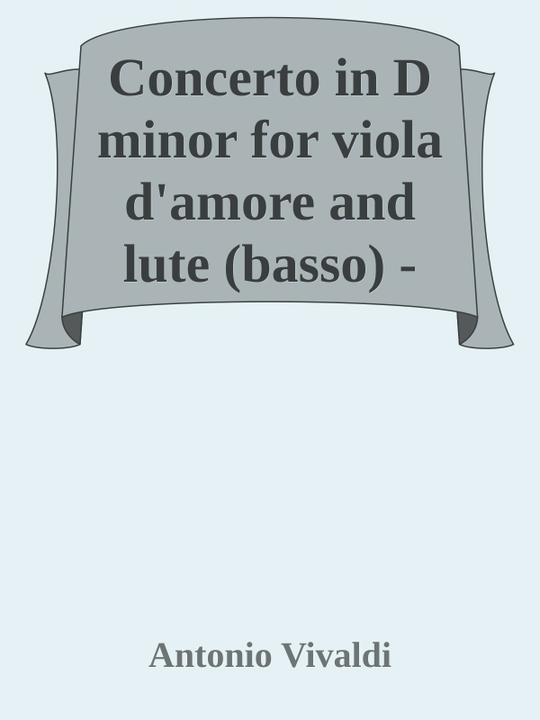 Concerto in D
minor for viola
d'amore and
lute (basso) -
Antonio Vivaldi